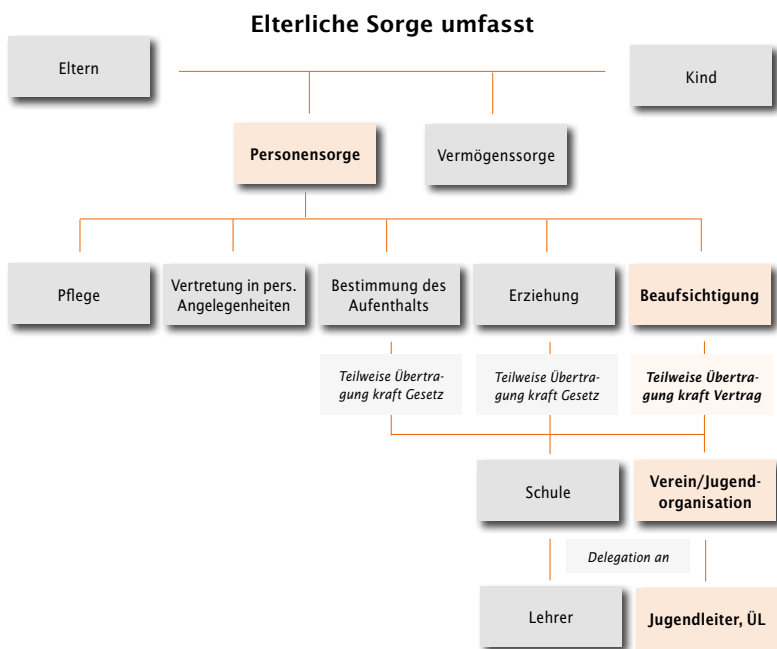 Elterliche Sorge umfasst
Eltern
Kind
Personensorge
Vermögenssorge
Pflege
Vertretung in pers.
Angelegenheiten
Bestimmung des
Aufenthalts
Erziehung
Beaufsichtigung
Teilweise Übertra-
gung kraft Gesetz
Teilweise Übertra-
gung kraft Gesetz
Teilweise Übertra-
gung kraft Vertrag
Schule
Verein/Jugend-
organisation
Delegation an
Lehrer
Jugendleiter, ÜL